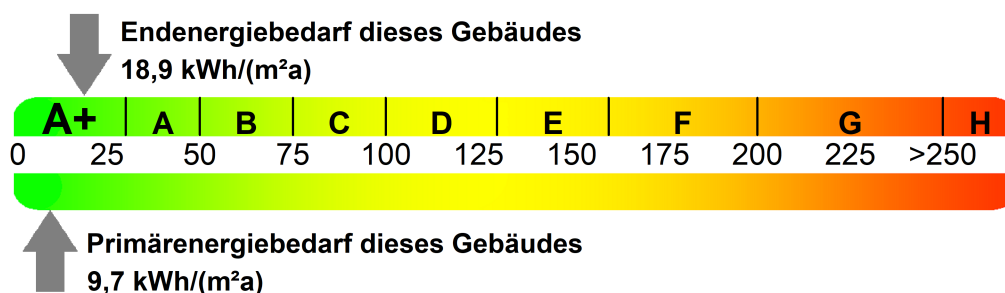 Endenergiebedarf dieses Gebäudes
18,9 kWh/(m²a)
A+ A B C D E F G H
0 25 50 75 100 125 150 175 200 225 >250
Primärenergiebedarf dieses Gebäudes
9,7 kWh/(m²a)